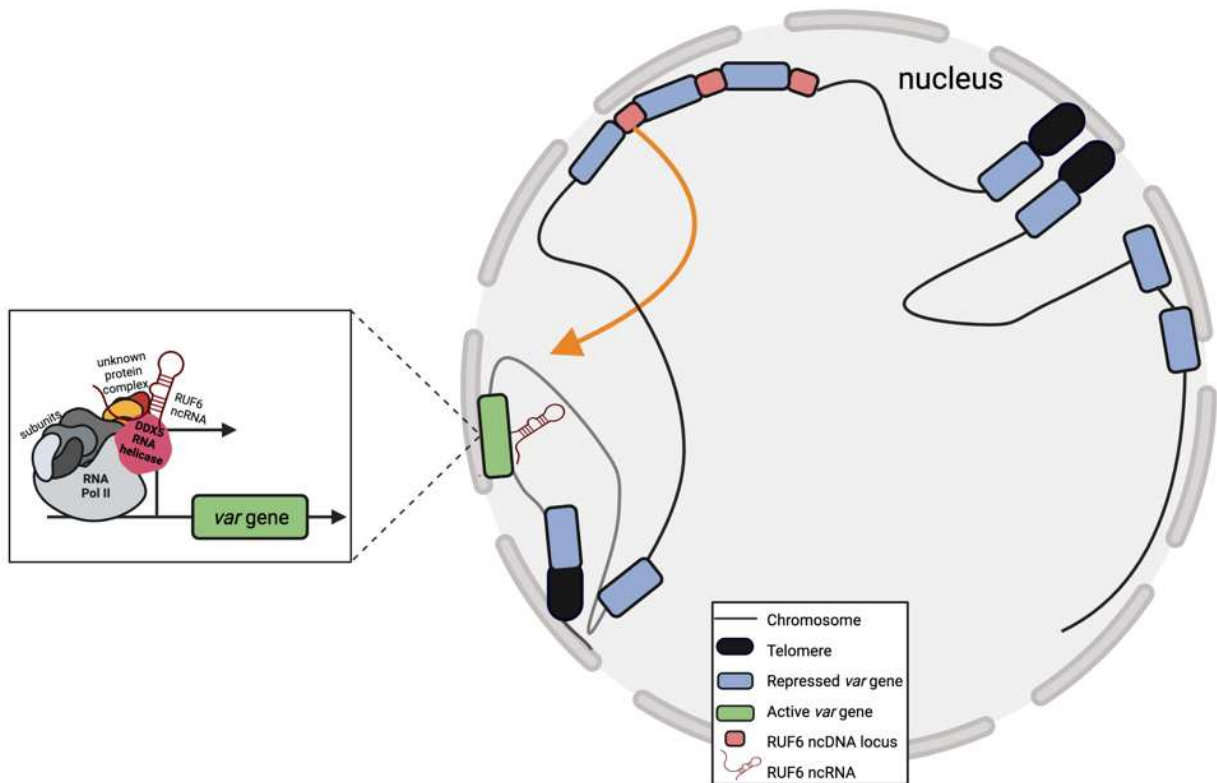 nucleus
unknown
protein
complex
RUF6
ncRNA
subunits
DDX5
RNA
helicase
RNA
Pol II
var gene
Chromosome
Telomere
Repressed var gene
Active var gene
RUF6 ncDNA locus
RUF6 ncRNA